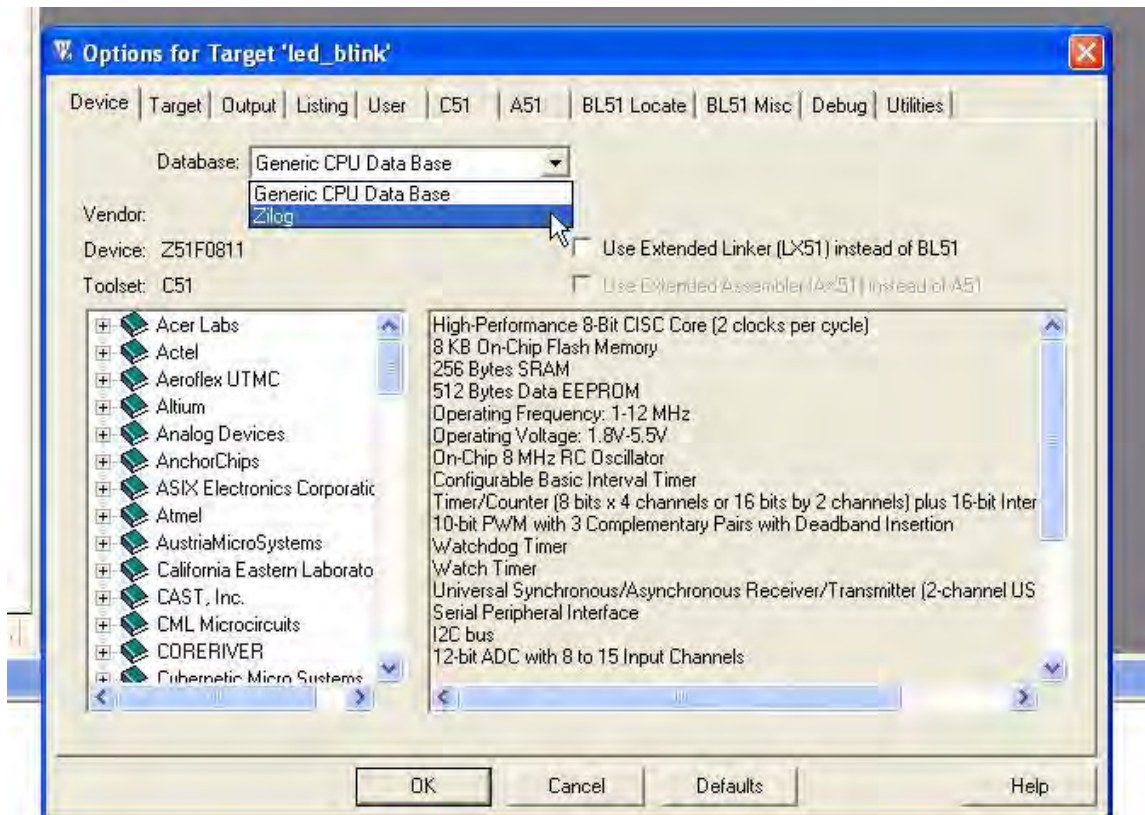 Options for Target 'led_blink'
Device Target Output Listing User C51 A51 BL51 Locate BL51 Misc Debug Utilities
Database: Generic CPU Data Base
Generic CPU Data Base
Vendor: Zilog
Device: Z51F0811
Use Extended Linker (LX51) instead of BL51
Toolset: C51
Use Extended Assembler (AX51) instead of A51
Acer Labs
Actel
Aeroflex UTMC
Altium
Analog Devices
AnchorChips
ASIX Electronics Corporatic
Atmel
AustriaMicroSystems
California Eastern Laborato
CAST, Inc.
CML Microcircuits
CORERIVER
Cybernetic Micro Systems
High-Performance 8-Bit CISC Core (2 clocks per cycle)
8 KB On-Chip Flash Memory
256 Bytes SRAM
512 Bytes Data EEPROM
Operating Frequency: 1-12 MHz
Operating Voltage: 1.8V-5.5V
On-Chip 8 MHz RC Oscillator
Configurable Basic Interval Timer
Timer/Counter (8 bits x 4 channels or 16 bits by 2 channels) plus 16-bit Inter
10-bit PWM with 3 Complementary Pairs with Deadband Insertion
Watchdog Timer
Watch Timer
Universal Synchronous/Asynchronous Receiver/Transmitter (2-channel US
Serial Peripheral Interface
I2C bus
12-bit ADC with 8 to 15 Input Channels
OK Cancel Defaults Help